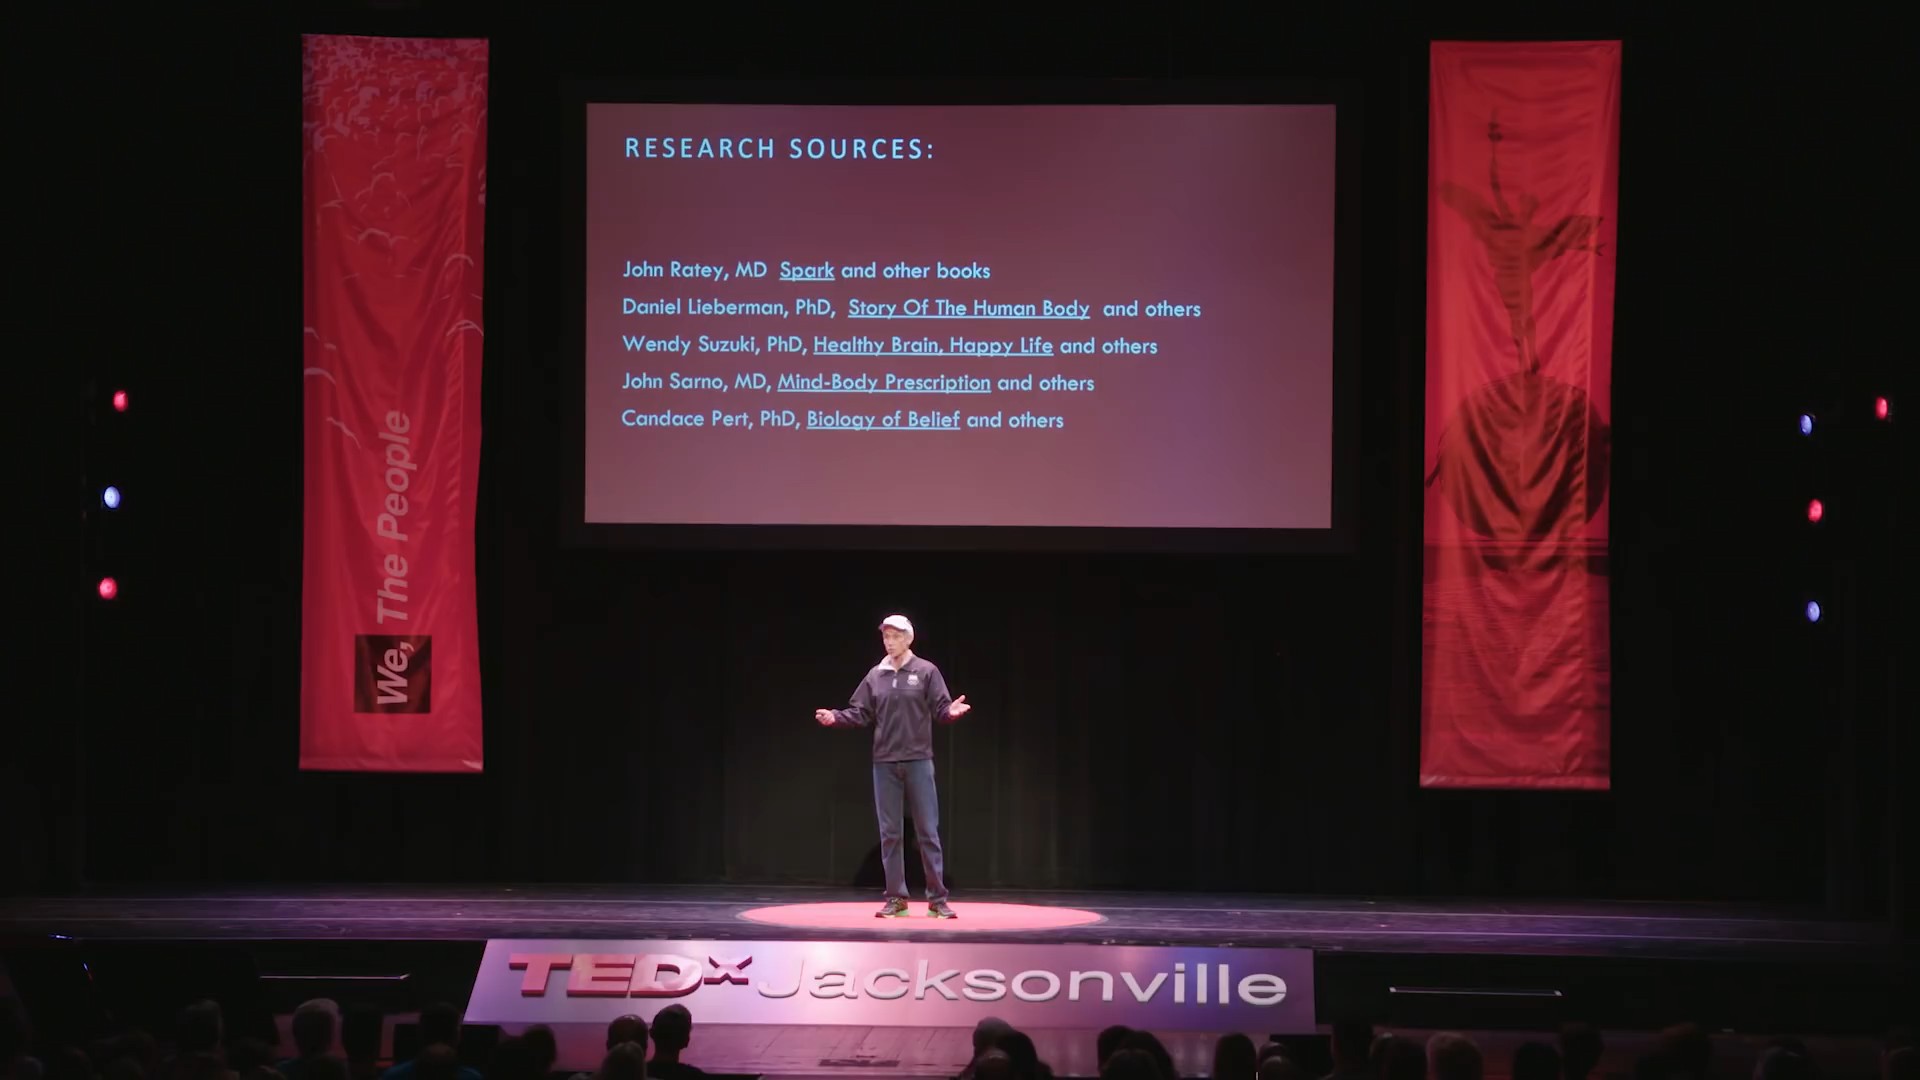 RESEARCH SOURCES:
John Ratey, MD Spark and other books
Daniel Lieberman, PhD, Story Of The Human Body and others
Wendy Suzuki, PhD, Healthy Brain, Happy Life and others
John Sarno, MD, Mind-Body Prescription and others
Candace Pert, PhD, Biology of Belief and others
We, The People
TEDx Jacksonville